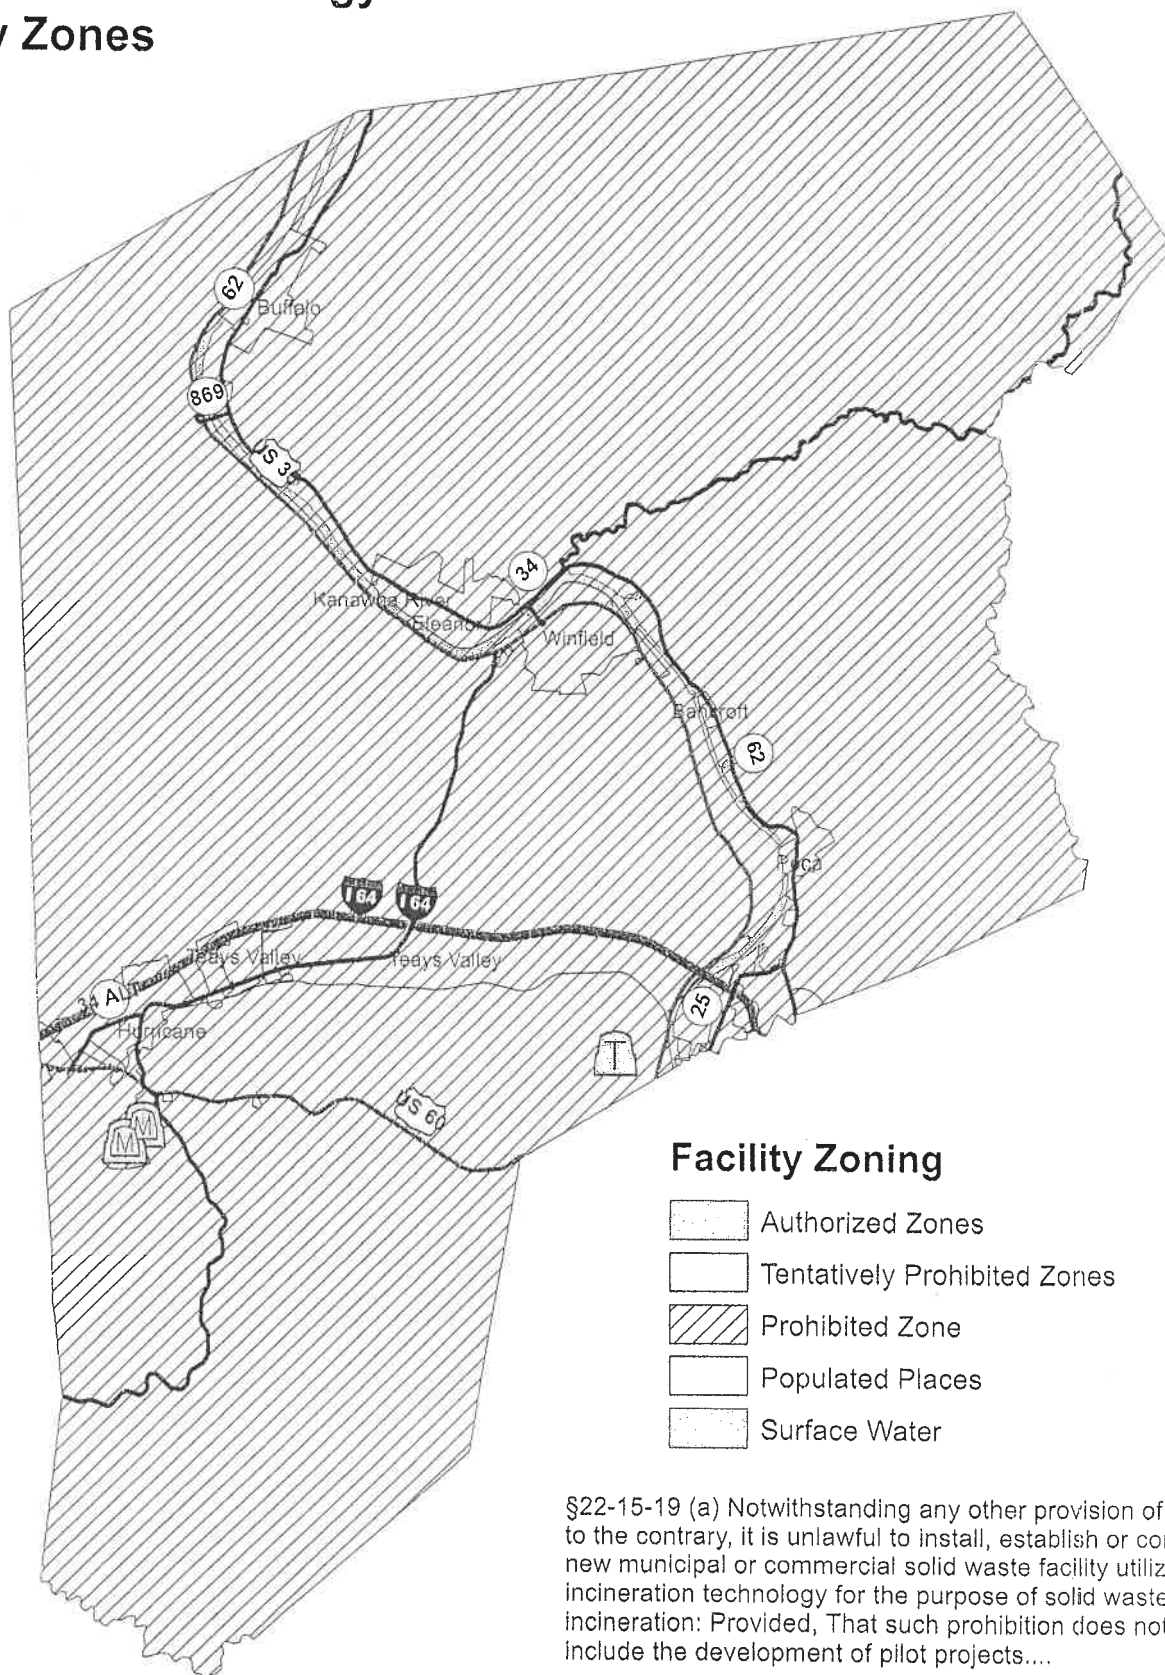 Zones
62
Buffalo
869
US 3
34
Kanawha River
Eleanor
Winfield
Bancroft
62
Poca
I 64
I 64
Teays Valley
Teays Valley
34 ALT
A
25
Hurricane
T
US 60
M
M
Facility Zoning
Authorized Zones
Tentatively Prohibited Zones
Prohibited Zone
Populated Places
Surface Water
§22-15-19 (a) Notwithstanding any other provision of
to the contrary, it is unlawful to install, establish or
new municipal or commercial solid waste facility
incineration technology for the purpose of solid waste
incineration: Provided, That such prohibition does not
include the development of pilot projects....